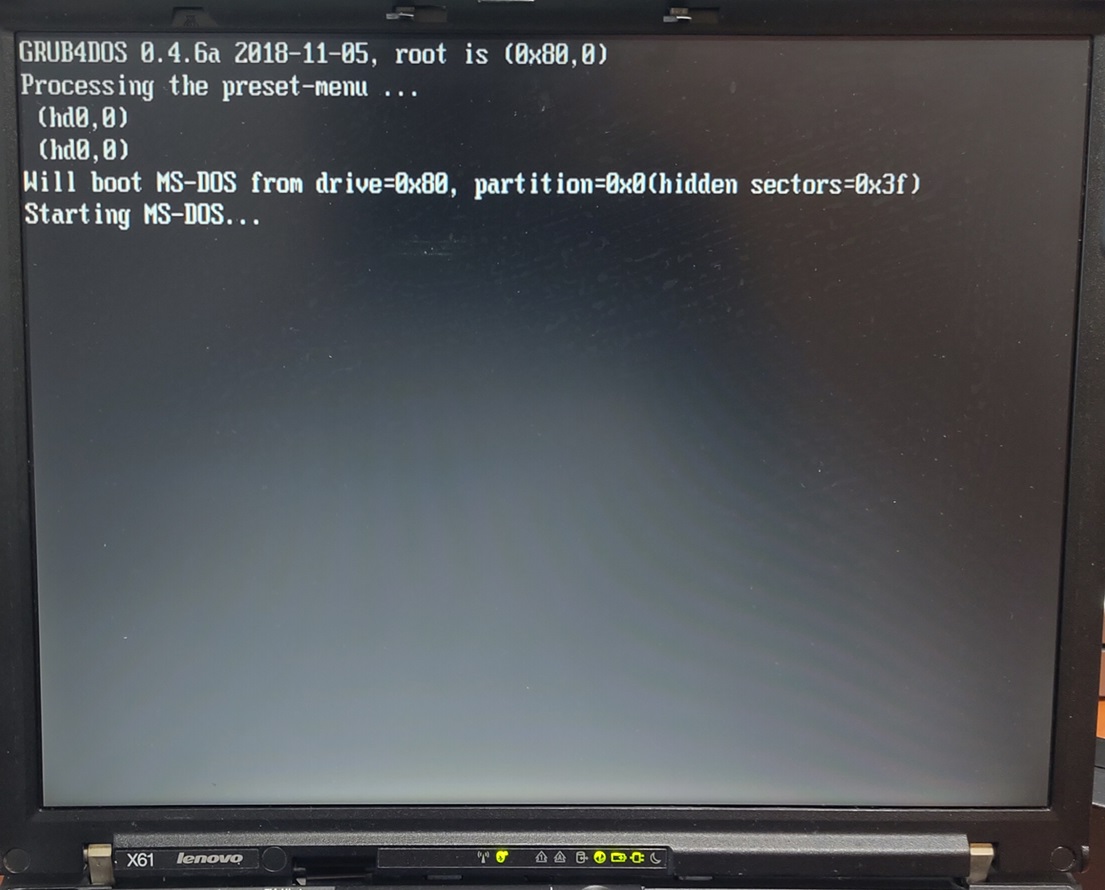 GRUB4DOS 0.4.6a 2018-11-05, root is (0x80,0)
Processing the preset-menu ...
(hd0,0)
(hd0,0)
Will boot MS-DOS from drive=0x80, partition=0x0(hidden sectors=0x3f)
Starting MS-DOS...
X61 lenovo